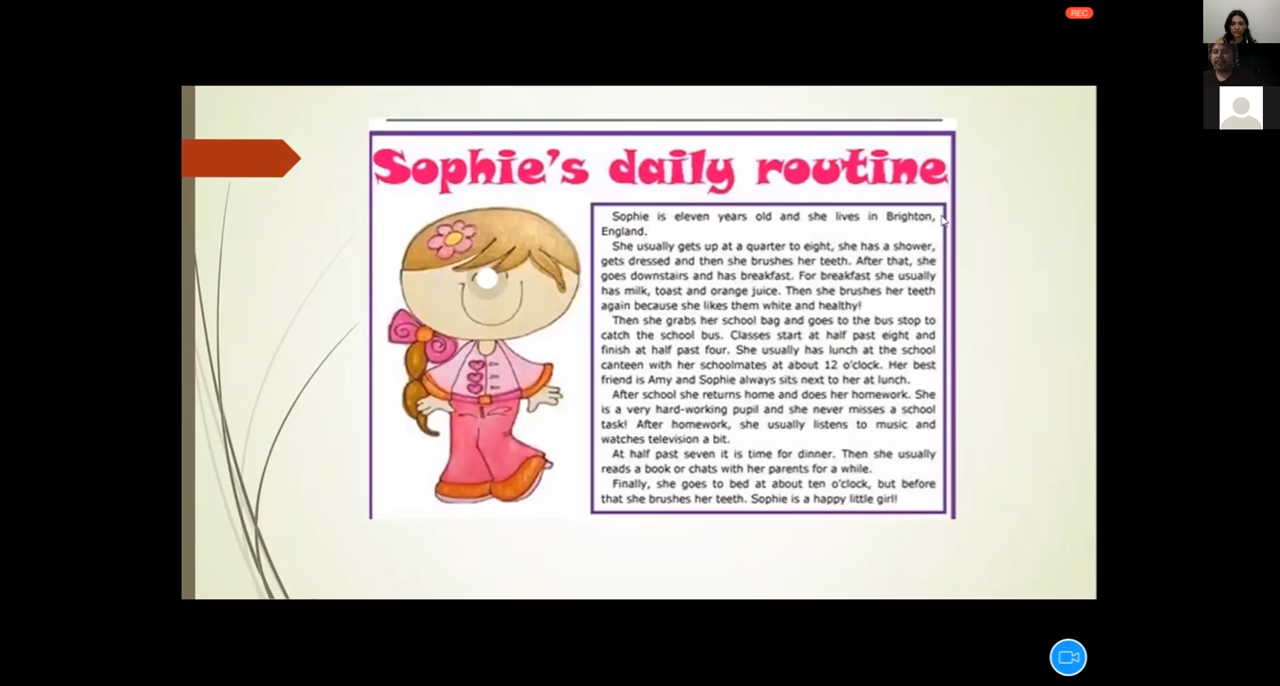 REC
Sophie's daily routine
Sophie is eleven years old and she lives in Brighton,
England.
She usually gets up at a quarter to eight, she has a shower,
gets dressed and then she brushes her teeth. After that, she
goes downstairs and has breakfast. For breakfast she usually
has milk, toast and orange juice. Then she brushes her teeth
again because she likes them white and healthy!
Then she grabs her school bag and goes to the bus stop to
catch the school bus. Classes start at half past eight and
finish at half past four. She usually has lunch at the school
canteen with her schoolmates at about 12 o'clock. Her best
friend is Amy and Sophie always sits next to her at lunch.
After school she returns home and does her homework. She
is a very hard-working pupil and she never misses a school
task! After homework, she usually listens to music and
watches television a bit.
At half past seven it is time for dinner. Then she usually
reads a book or chats with her parents for a while.
Finally, she goes to bed at about ten o'clock, but before
that she brushes her teeth. Sophie is a happy little girl!